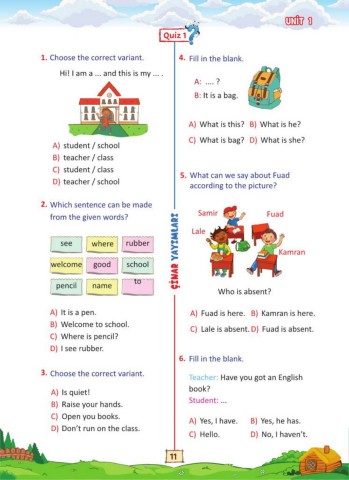 UNİT 1
Quiz 1
1. Choose the correct variant.
Hi! I am a ... and this is my ... .
A) student / school
B) teacher / class
C) student / class
D) teacher / school
2. Which sentence can be made
from the given words?
see where rubber
welcome good school
pencil name to
A) It is a pen.
B) Welcome to school.
C) Where is pencil?
D) I see rubber.
3. Choose the correct variant.
A) Is quiet!
B) Raise your hands.
C) Open you books.
D) Don't run on the class.
ÇİNAR YAYIMLARI
4. Fill in the blank.
A: .... ?
B: It is a bag.
A) What is this? B) What is he?
C) What is bag? D) What is she?
5. What can we say about Fuad
according to the picture?
Samir Fuad
Lale
Kamran
Who is absent?
A) Fuad is here. B) Kamran is here.
C) Lale is absent. D) Fuad is absent.
6. Fill in the blank.
Teacher: Have you got an English
book?
Student: ...
A) Yes, I have. B) Yes, he has.
C) Hello. D) No, I haven't.
11